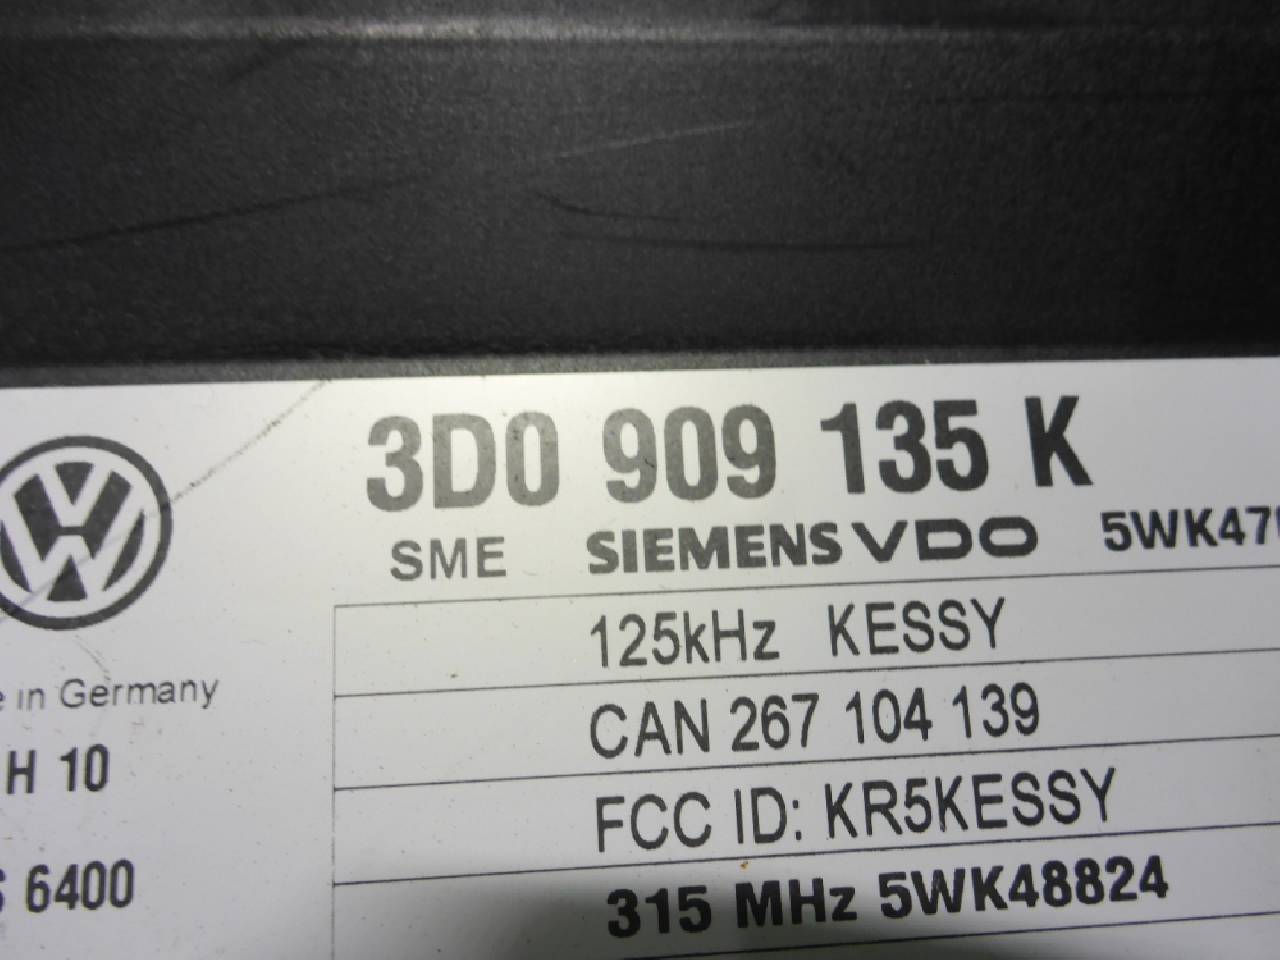 3D0 909 135 K
SME SIEMENS VDO
125kHz KESSY
in Germany
CAN 267 104 139
H 10
FCC ID: KR5KESSY
6400
315 MHz 5WK48824